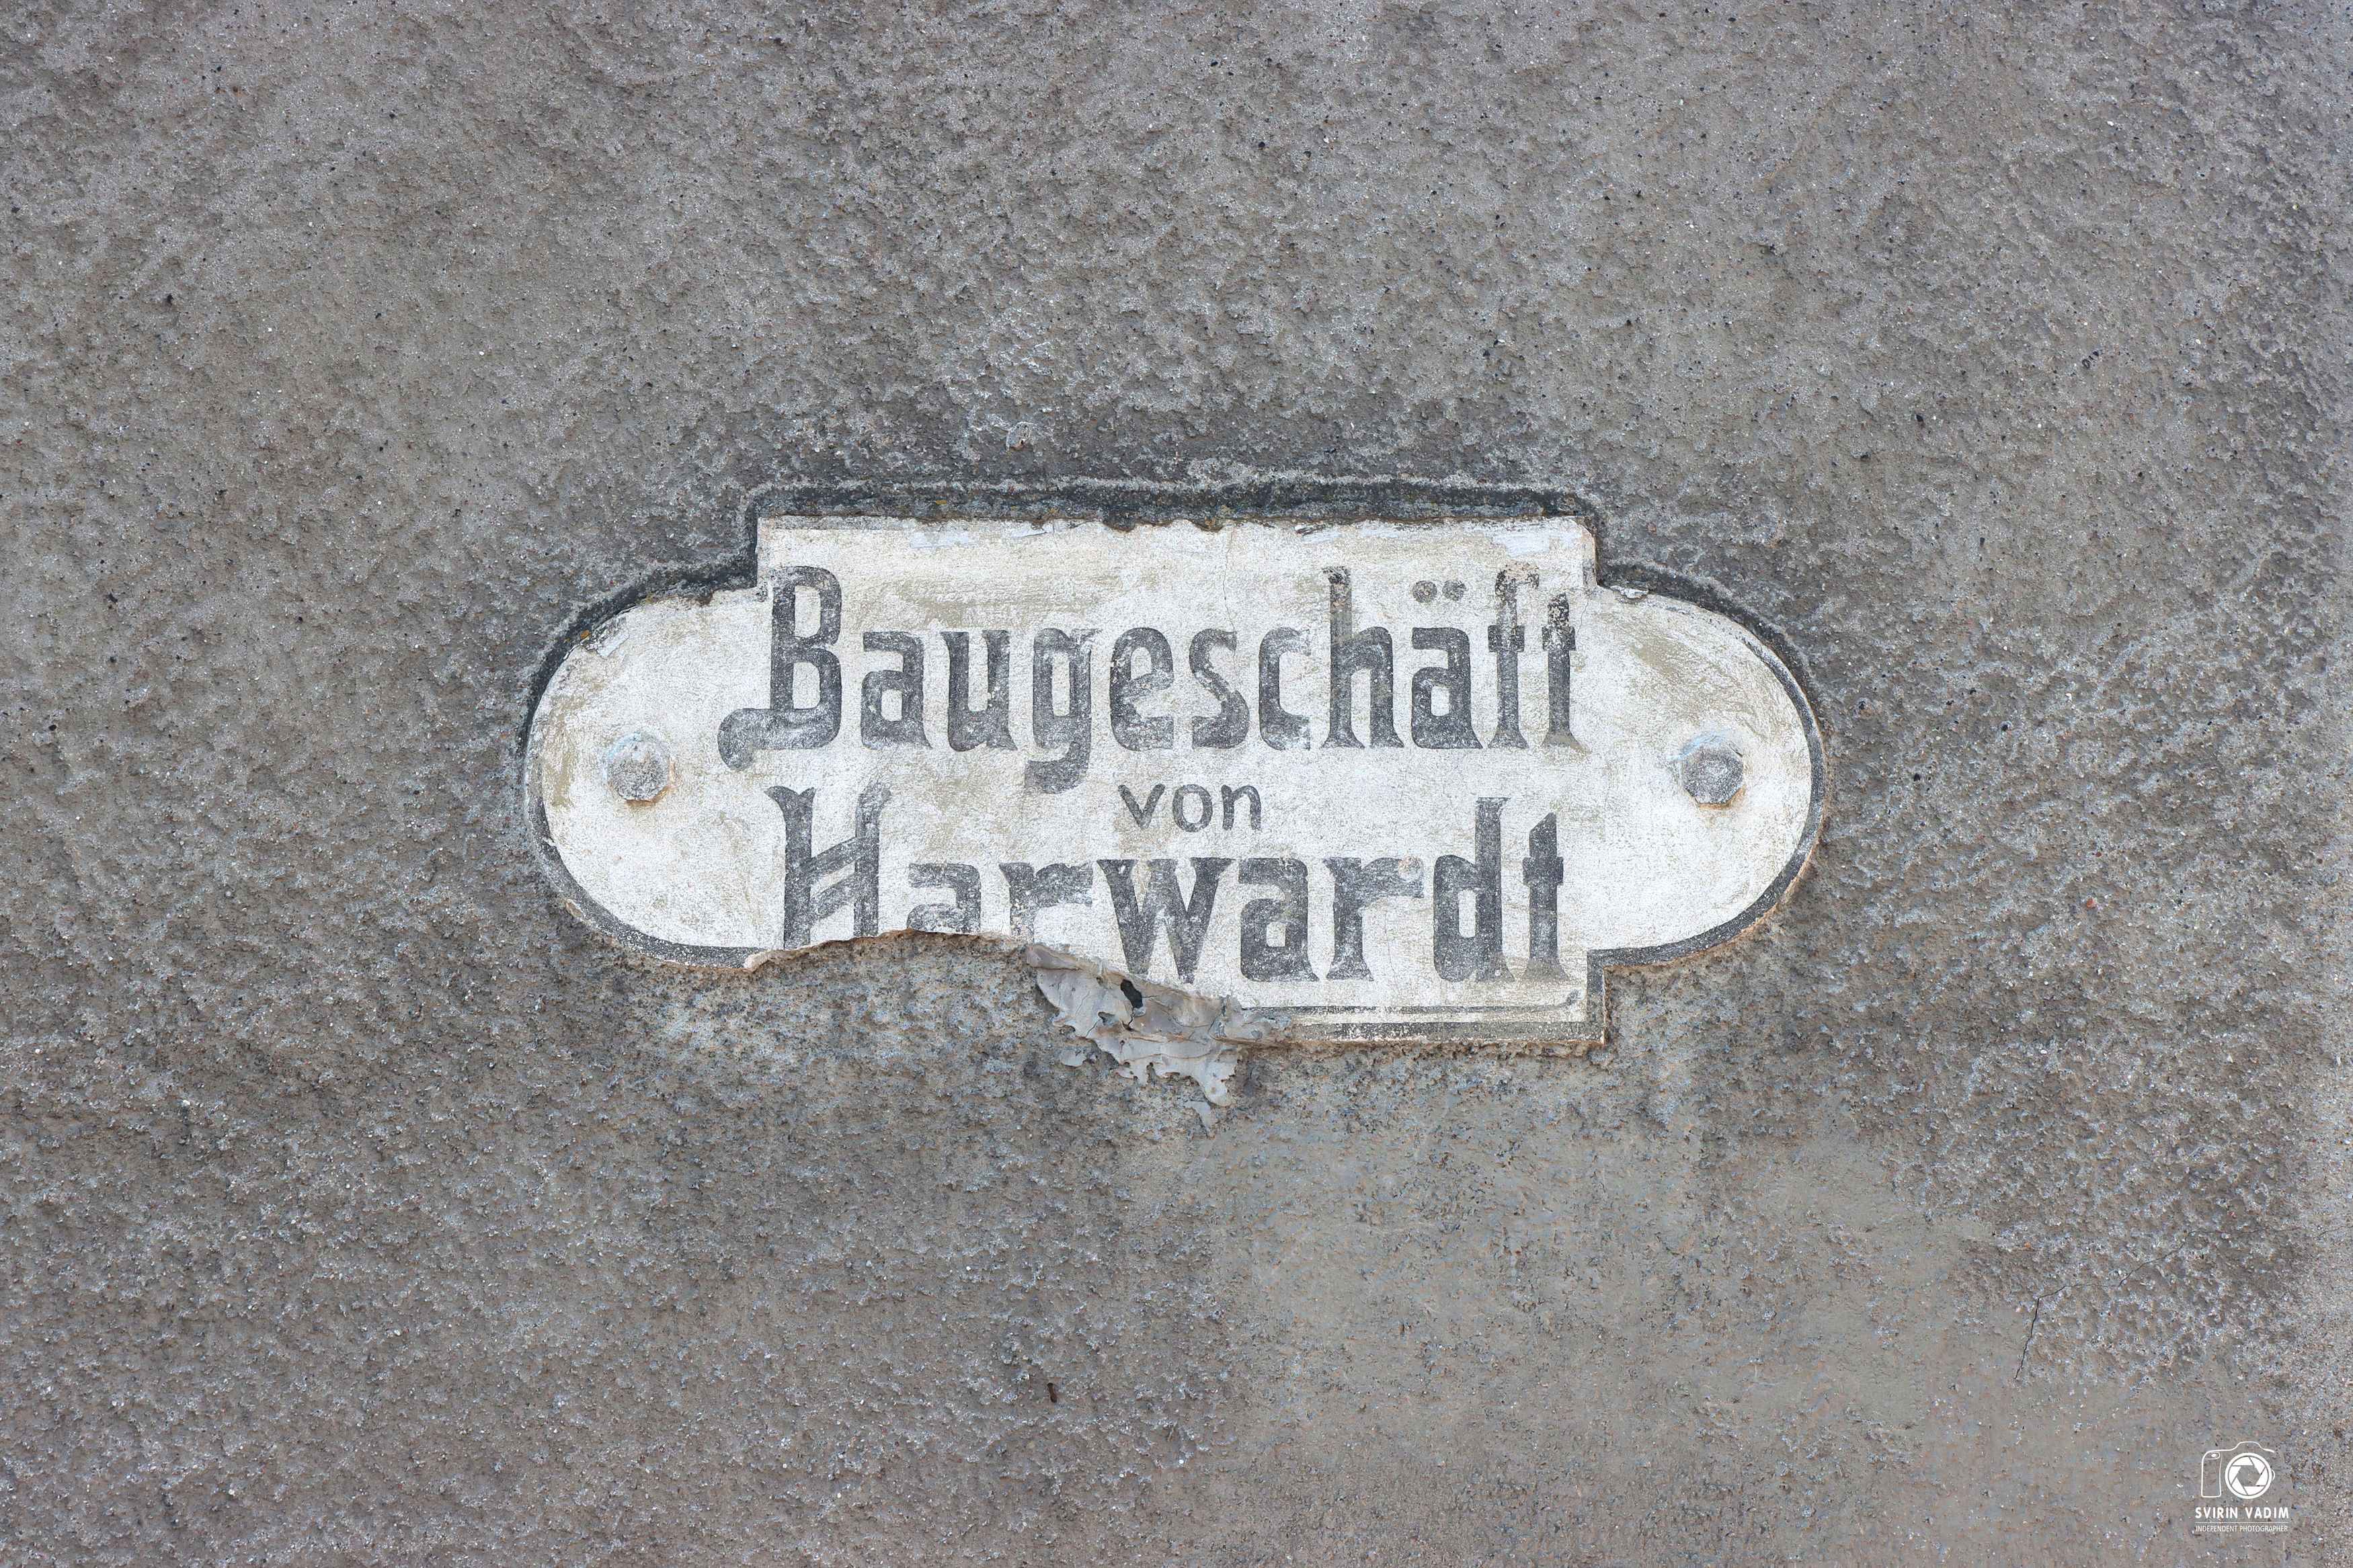 Baugeschäft
von
Harwardt
SVIRIN VADIM
INDEPENDENT PHOTOGRAPHER